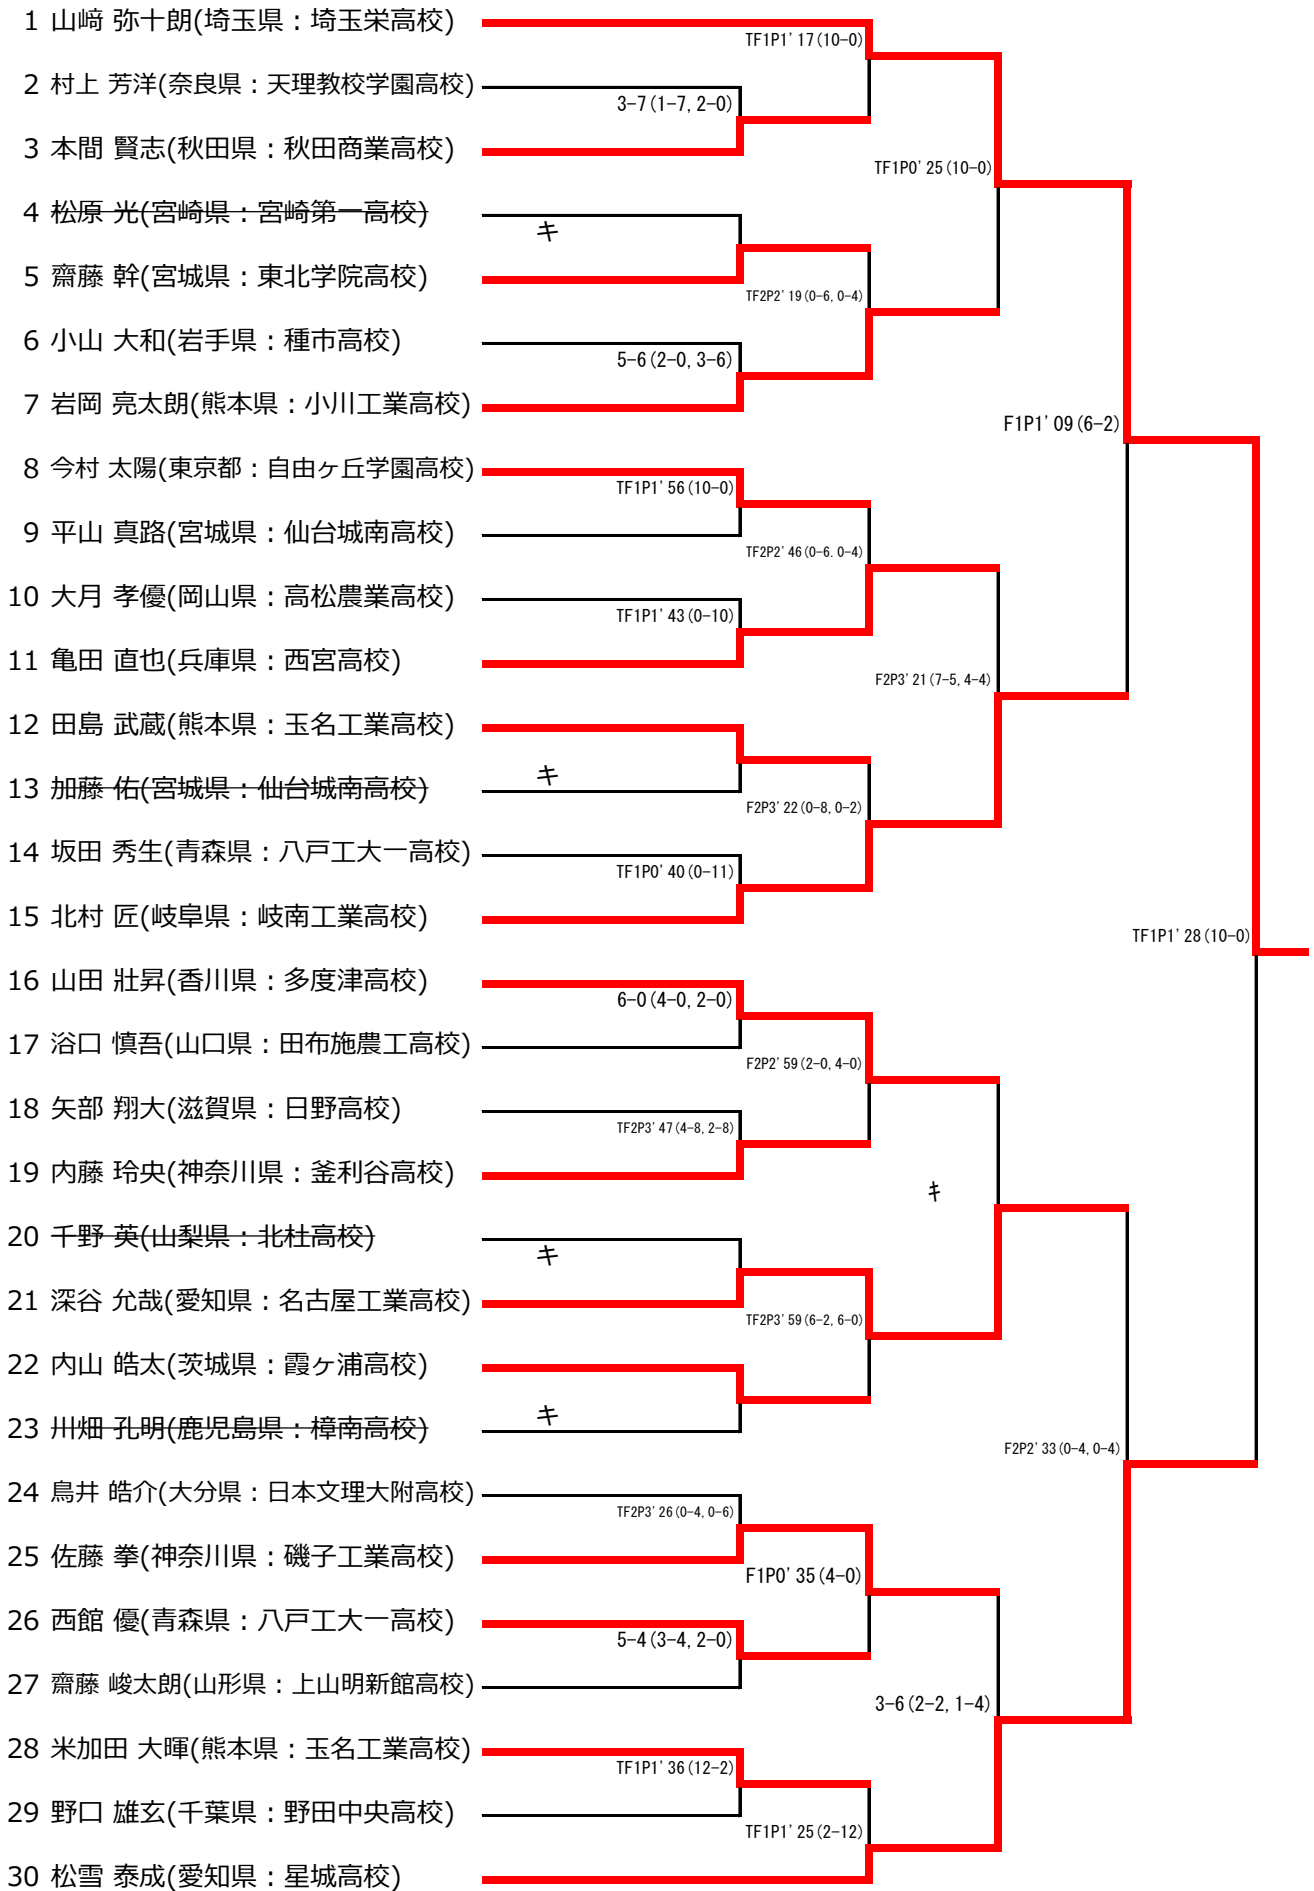 1 山﨑 弥十朗(埼玉県：埼玉栄高校)
TF1P1'17(10-0)
2 村上 芳洋(奈良県：天理教校学園高校)
3-7(1-7,2-0)
3 本間 賢志(秋田県：秋田商業高校)
TF1P0'25(10-0)
4 松原 光(宮崎県：宮崎第一高校)
キ
5 齋藤 幹(宮城県：東北学院高校)
TF2P2'19(0-6,0-4)
6 小山 大和(岩手県：種市高校)
5-6(2-0,3-6)
7 岩岡 亮太朗(熊本県：小川工業高校)
F1P1'09(6-2)
8 今村 太陽(東京都：自由ヶ丘学園高校)
TF1P1'56(10-0)
9 平山 真路(宮城県：仙台城南高校)
TF2P2'46(0-6.0-4)
10 大月 孝優(岡山県：高松農業高校)
TF1P1'43(0-10)
11 亀田 直也(兵庫県：西宮高校)
F2P3'21(7-5,4-4)
12 田島 武蔵(熊本県：玉名工業高校)
13 加藤 佑(宮城県：仙台城南高校)
キ
F2P3'22(0-8,0-2)
14 坂田 秀生(青森県：八戸工大一高校)
TF1P0'40(0-11)
15 北村 匠(岐阜県：岐南工業高校)
TF1P1'28(10-0)
16 山田 壯昇(香川県：多度津高校)
6-0(4-0,2-0)
17 浴口 慎吾(山口県：田布施農工高校)
F2P2'59(2-0,4-0)
18 矢部 翔大(滋賀県：日野高校)
TF2P3'47(4-8,2-8)
19 内藤 玲央(神奈川県：釜利谷高校)
キ
20 千野 英(山梨県：北杜高校)
キ
21 深谷 允哉(愛知県：名古屋工業高校)
TF2P3'59(6-2,6-0)
22 内山 皓太(茨城県：霞ヶ浦高校)
23 川畑 孔明(鹿児島県：樟南高校)
キ
F2P2'33(0-4,0-4)
24 鳥井 皓介(大分県：日本文理大附高校)
TF2P3'26(0-4,0-6)
25 佐藤 拳(神奈川県：磯子工業高校)
F1P0'35(4-0)
26 西館 優(青森県：八戸工大一高校)
5-4(3-4,2-0)
27 齋藤 峻太朗(山形県：上山明新館高校)
3-6(2-2,1-4)
28 米加田 大暉(熊本県：玉名工業高校)
TF1P1'36(12-2)
29 野口 雄玄(千葉県：野田中央高校)
TF1P1'25(2-12)
30 松雪 泰成(愛知県：星城高校)